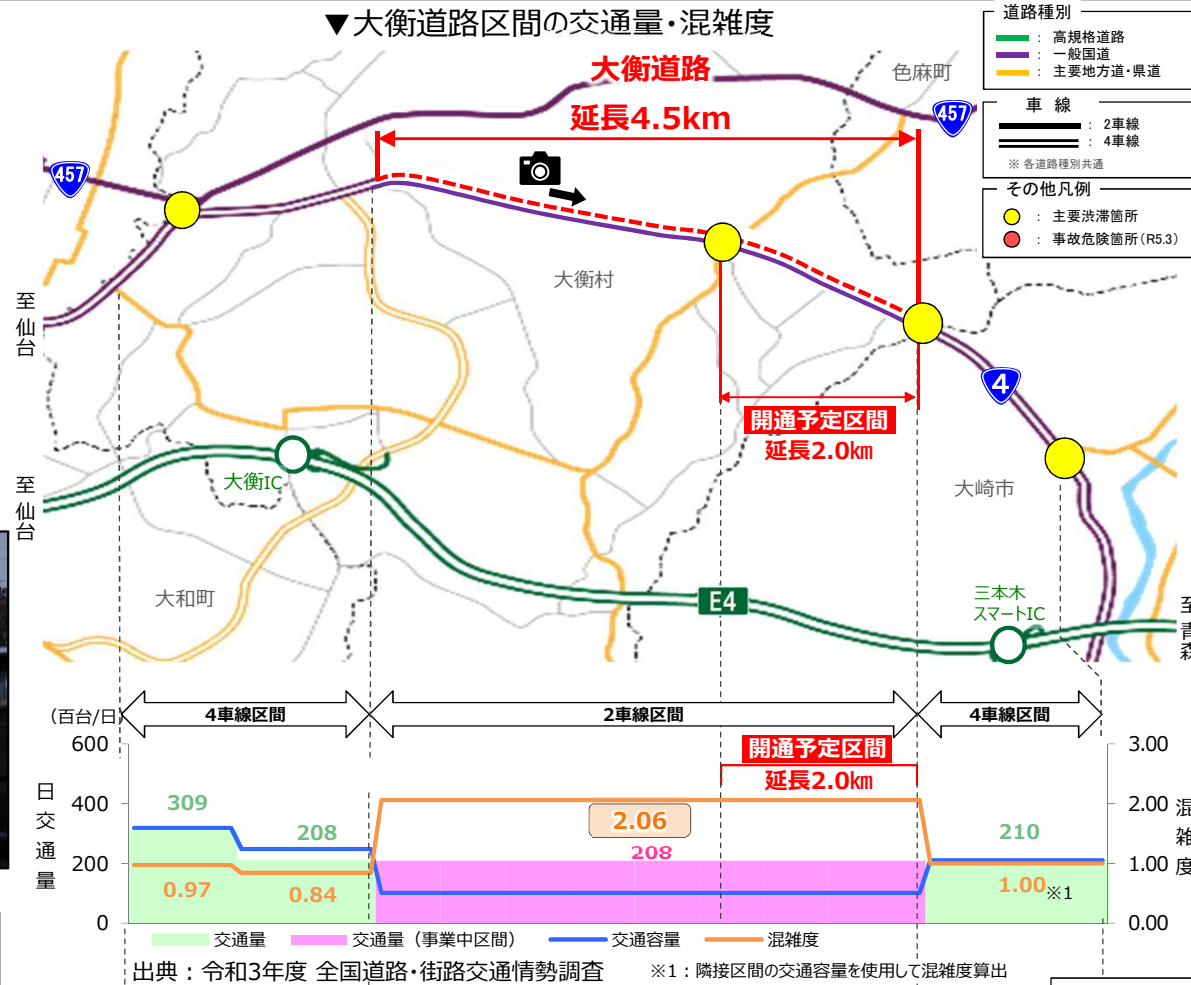 ▼大衡道路区間の交通量・混雑度
道路種別
： 高規格道路
： 一般国道
： 主要地方道・県道
車 線
： 2車線
： 4車線
※ 各道路種別共通
その他凡例
： 主要渋滞箇所
： 事故危険箇所(R5.3)
大衡道路
延長4.5km
色麻町
457
457
大衡村
至仙台
4
開通予定区間
延長2.0㎞
大衡IC
至仙台
大崎市
大和町
E4
三本木
スマートIC
至青森
(百台/日)
4車線区間
2車線区間
4車線区間
600
400
200
0
日交通量
3.00
2.00
1.00
0.00
混雑度
開通予定区間
延長2.0㎞
309
208
2.06
208
210
0.97
0.84
1.00
※1
交通量
交通量（事業中区間）
交通容量
混雑度
出典：令和3年度 全国道路・街路交通情勢調査
※1：隣接区間の交通容量を使用して混雑度算出